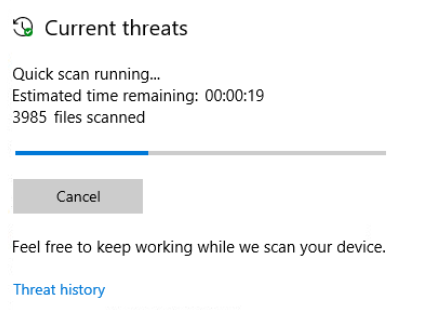 Current threats
Quick scan running...
Estimated time remaining: 00:00:19
3985 files scanned
Cancel
Feel free to keep working while we scan your device.
Threat history